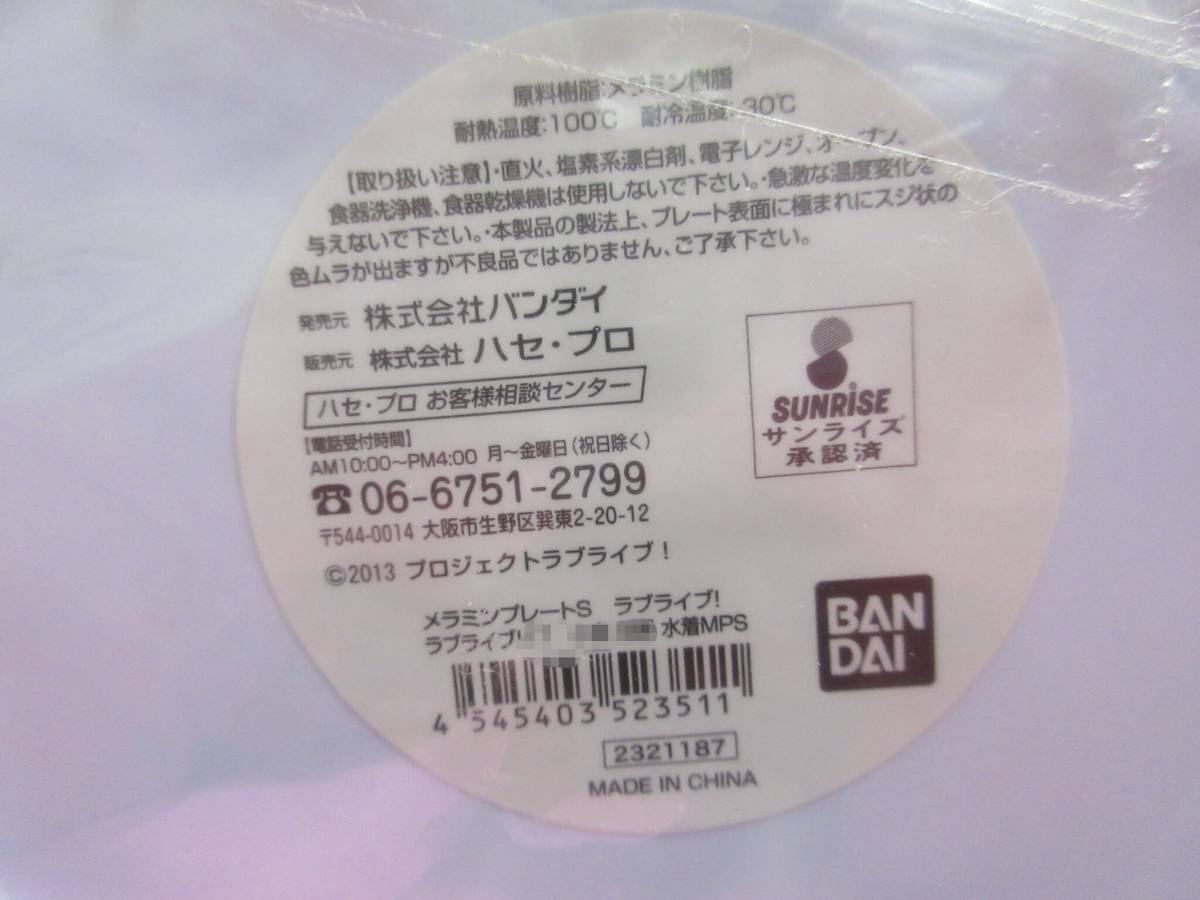 原料樹脂:メラミン樹脂
耐熱温度:100℃ 耐冷温度:-30℃
【取り扱い注意】・直火、塩素系漂白剤、電子レンジ、オーブン、
食器洗浄機、食器乾燥機は使用しないで下さい。・急激な温度変化を
与えないで下さい。・本製品の製法上、プレート表面に極まれにスジ状の
色ムラが出ますが不良品ではありません、ご了承下さい。
発売元 株式会社バンダイ
販売元 株式会社 ハセ・プロ
ハセ・プロ お客様相談センター
【電話受付時間】
AM10:00〜PM4:00 月〜金曜日(祝日除く)
☎06-6751-2799
〒544-0014 大阪市生野区巽東2-20-12
©2013 プロジェクトラブライブ!
SUNRISE
サンライズ
承認済
メラミンプレートS ラブライブ!
ラブライブ! 水着MPS
BAN
DAI
4 545403 523511
2321187
MADE IN CHINA